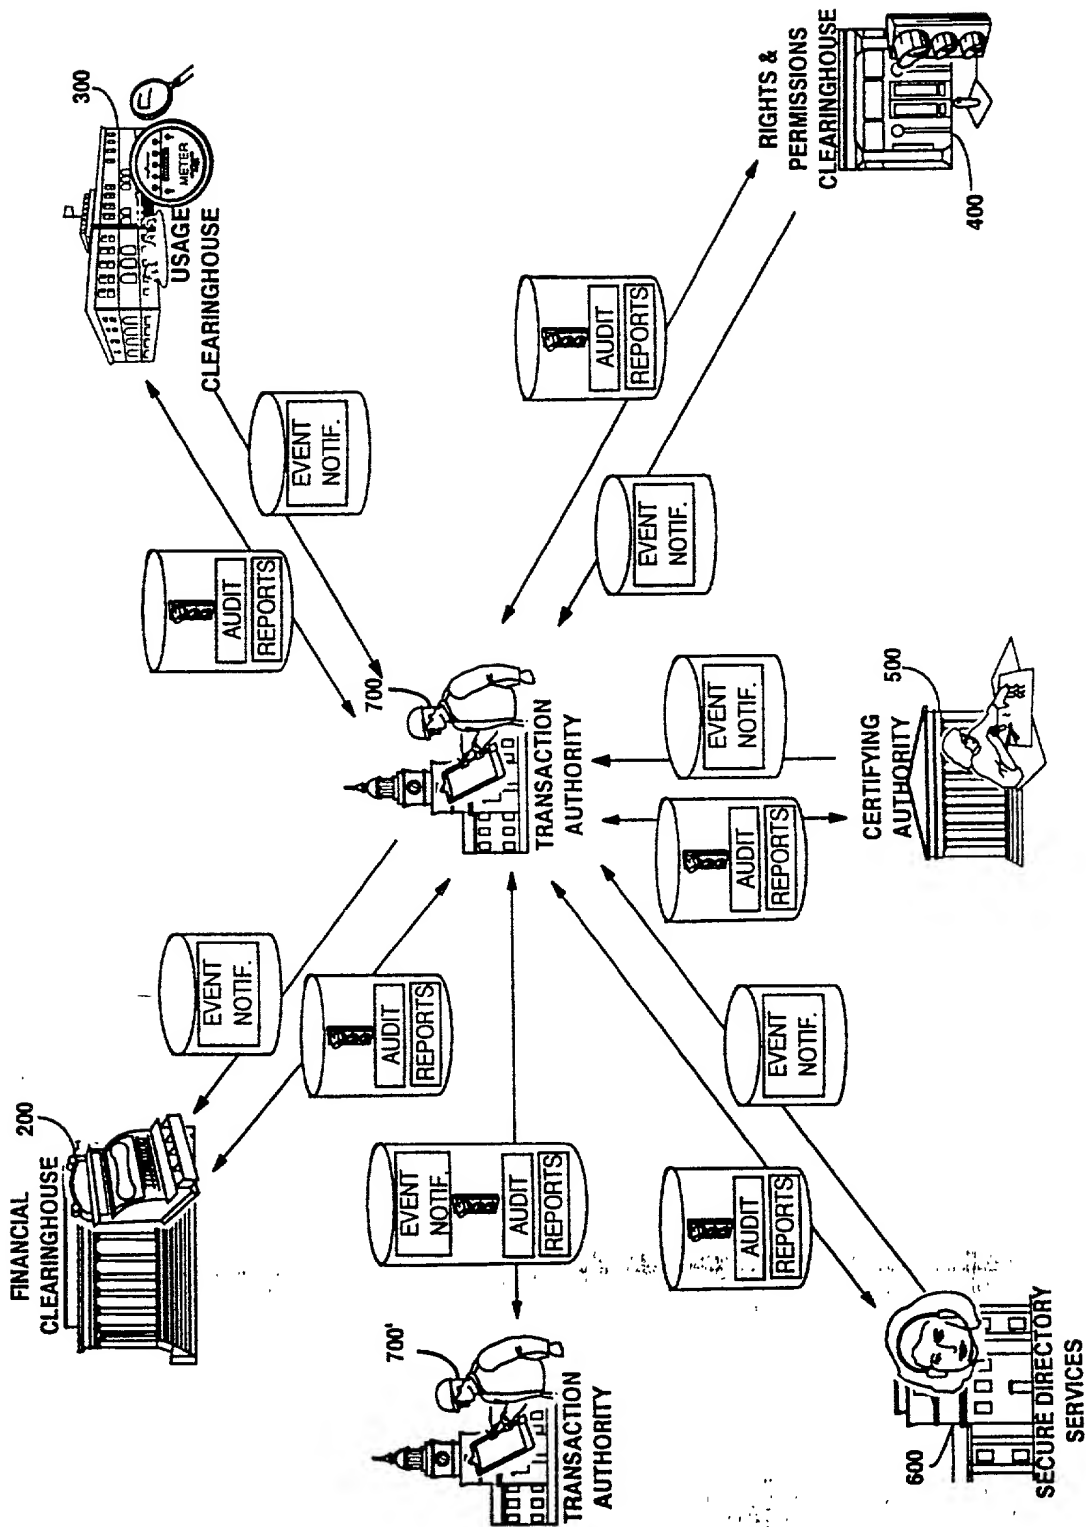 FINANCIAL
CLEARINGHOUSE
200
EVENT
NOTIF.
AUDIT
REPORTS
AUDIT
REPORTS
EVENT
NOTIF.
300
METER
USAGE
CLEARINGHOUSE
700'
TRANSACTION
AUTHORITY
EVENT
NOTIF.
AUDIT
REPORTS
700
TRANSACTION
AUTHORITY
AUDIT
REPORTS
EVENT
NOTIF.
RIGHTS &
PERMISSIONS
CLEARINGHOUSE
400
600
SECURE DIRECTORY
SERVICES
AUDIT
REPORTS
EVENT
NOTIF.
AUDIT
REPORTS
EVENT
NOTIF.
CERTIFYING
AUTHORITY
500